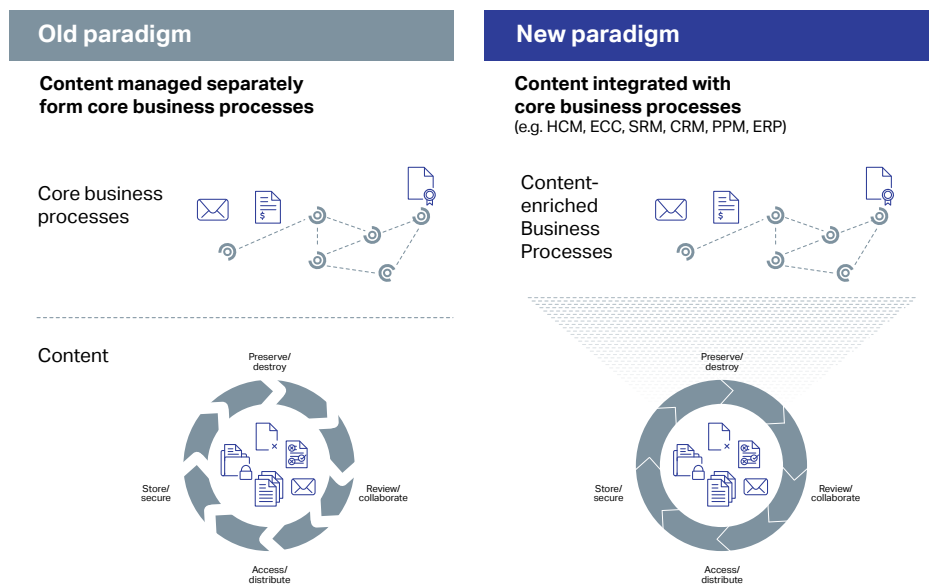 Old paradigm
Content managed separately
form core business processes
Core business
processes
$
Content
Preserve/
destroy
Store/
secure
Review/
collaborate
Access/
distribute
New paradigm
Content integrated with
core business processes
(e.g. HCM, ECC, SRM, CRM, PPM, ERP)
Content-
enriched
Business
Processes
$
Preserve/
destroy
Store/
secure
Review/
collaborate
Access/
distribute